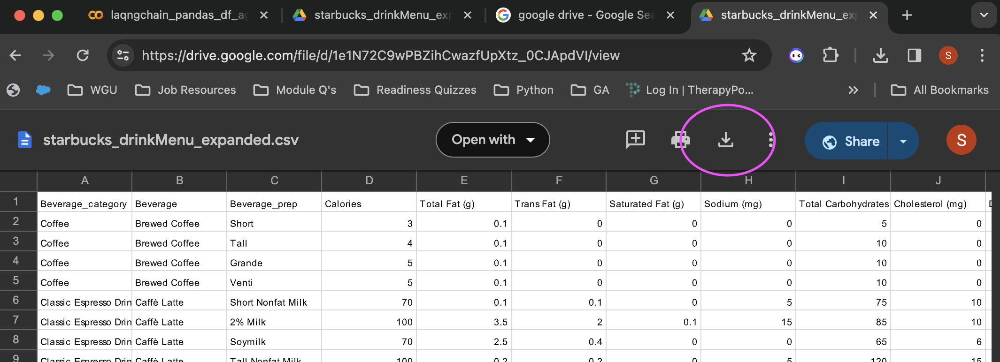 laqngchain_pandas_df_ag
starbucks_drinkMenu_exp
google drive - Google Sea
starbucks_drinkMenu_exp
https://drive.google.com/file/d/1e1N72C9wPBZihCwazfUpXtz_0CJApdVI/view
S
WGU
Job Resources
Module Q's
Readiness Quizzes
Python
GA
Log In | TherapyPo...
All Bookmarks
starbucks_drinkMenu_expanded.csv
Open with
Share
S
A B C D E F G H I J
1 Beverage_category Beverage Beverage_prep Calories Total Fat (g) Trans Fat (g) Saturated Fat (g) Sodium (mg) Total Carbohydrates Cholesterol (mg) D
2 Coffee Brewed Coffee Short 3 0.1 0 0 0 5 0
3 Coffee Brewed Coffee Tall 4 0.1 0 0 0 10 0
4 Coffee Brewed Coffee Grande 5 0.1 0 0 0 10 0
5 Coffee Brewed Coffee Venti 5 0.1 0 0 0 10 0
6 Classic Espresso Drin Caffè Latte Short Nonfat Milk 70 0.1 0.1 0 5 75 10
7 Classic Espresso Drin Caffè Latte 2% Milk 100 3.5 2 0.1 15 85 10
8 Classic Espresso Drin Caffè Latte Soymilk 70 2.5 0.4 0 0 65 6
9 Classic Espresso Drin Caffè Latte Tall Nonfat Milk 100 0.2 0.2 0 5 120 15